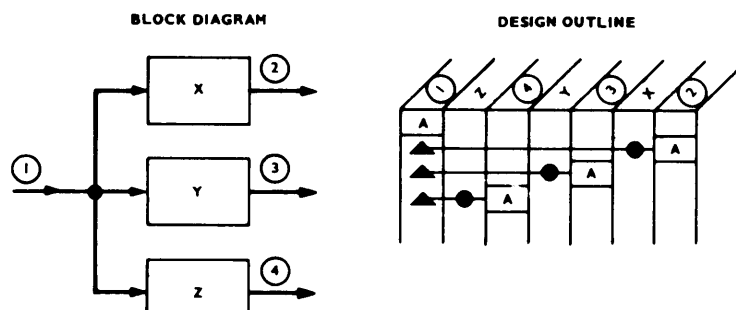 BLOCK DIAGRAM
DESIGN OUTLINE
X
2
1
Y
3
Z
4
1 Z 4 Y 3 X 2
A
A
A
A